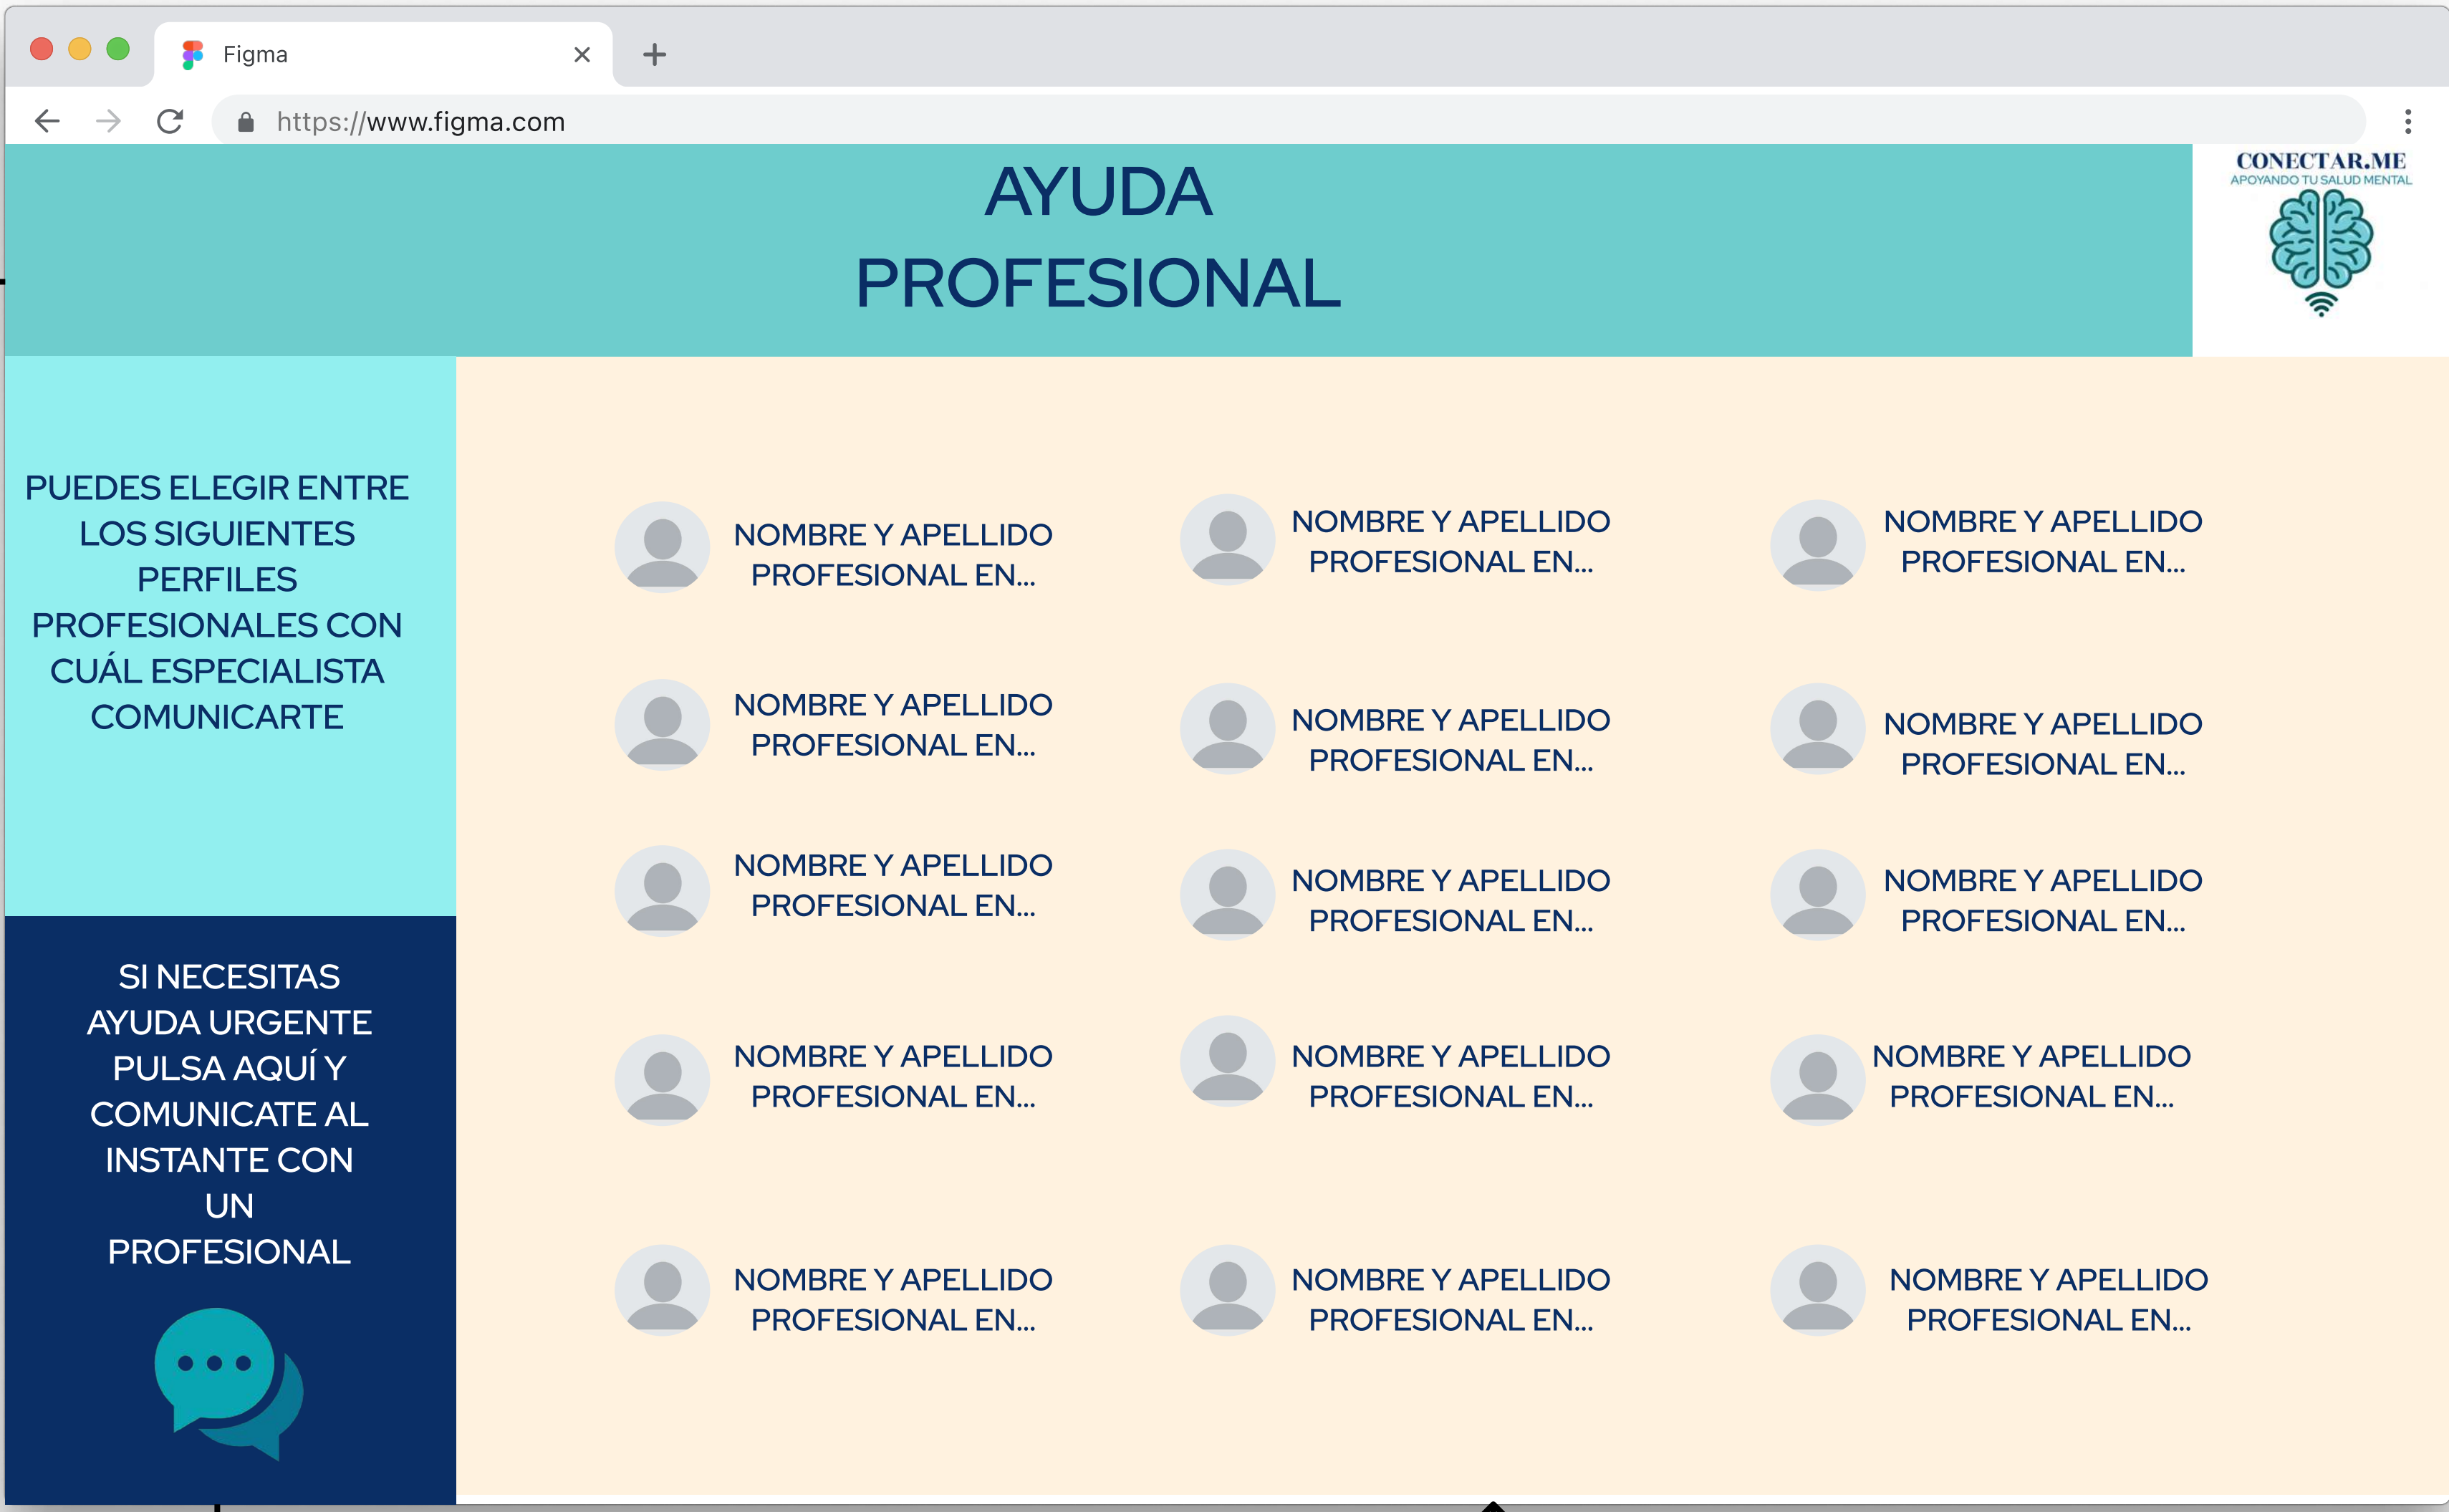 Figma
https://www.figma.com
AYUDA
PROFESIONAL
CONECTAR.ME
APOYANDO TU SALUD MENTAL
PUEDES ELEGIR ENTRE
LOS SIGUIENTES
PERFILES
PROFESIONALES CON
CUÁL ESPECIALISTA
COMUNICARTE
SI NECESITAS
AYUDA URGENTE
PULSA AQUÍ Y
COMUNICATE AL
INSTANTE CON
UN
PROFESIONAL
NOMBRE Y APELLIDO
PROFESIONAL EN...
NOMBRE Y APELLIDO
PROFESIONAL EN...
NOMBRE Y APELLIDO
PROFESIONAL EN...
NOMBRE Y APELLIDO
PROFESIONAL EN...
NOMBRE Y APELLIDO
PROFESIONAL EN...
NOMBRE Y APELLIDO
PROFESIONAL EN...
NOMBRE Y APELLIDO
PROFESIONAL EN...
NOMBRE Y APELLIDO
PROFESIONAL EN...
NOMBRE Y APELLIDO
PROFESIONAL EN...
NOMBRE Y APELLIDO
PROFESIONAL EN...
NOMBRE Y APELLIDO
PROFESIONAL EN...
NOMBRE Y APELLIDO
PROFESIONAL EN...
NOMBRE Y APELLIDO
PROFESIONAL EN...
NOMBRE Y APELLIDO
PROFESIONAL EN...
NOMBRE Y APELLIDO
PROFESIONAL EN...